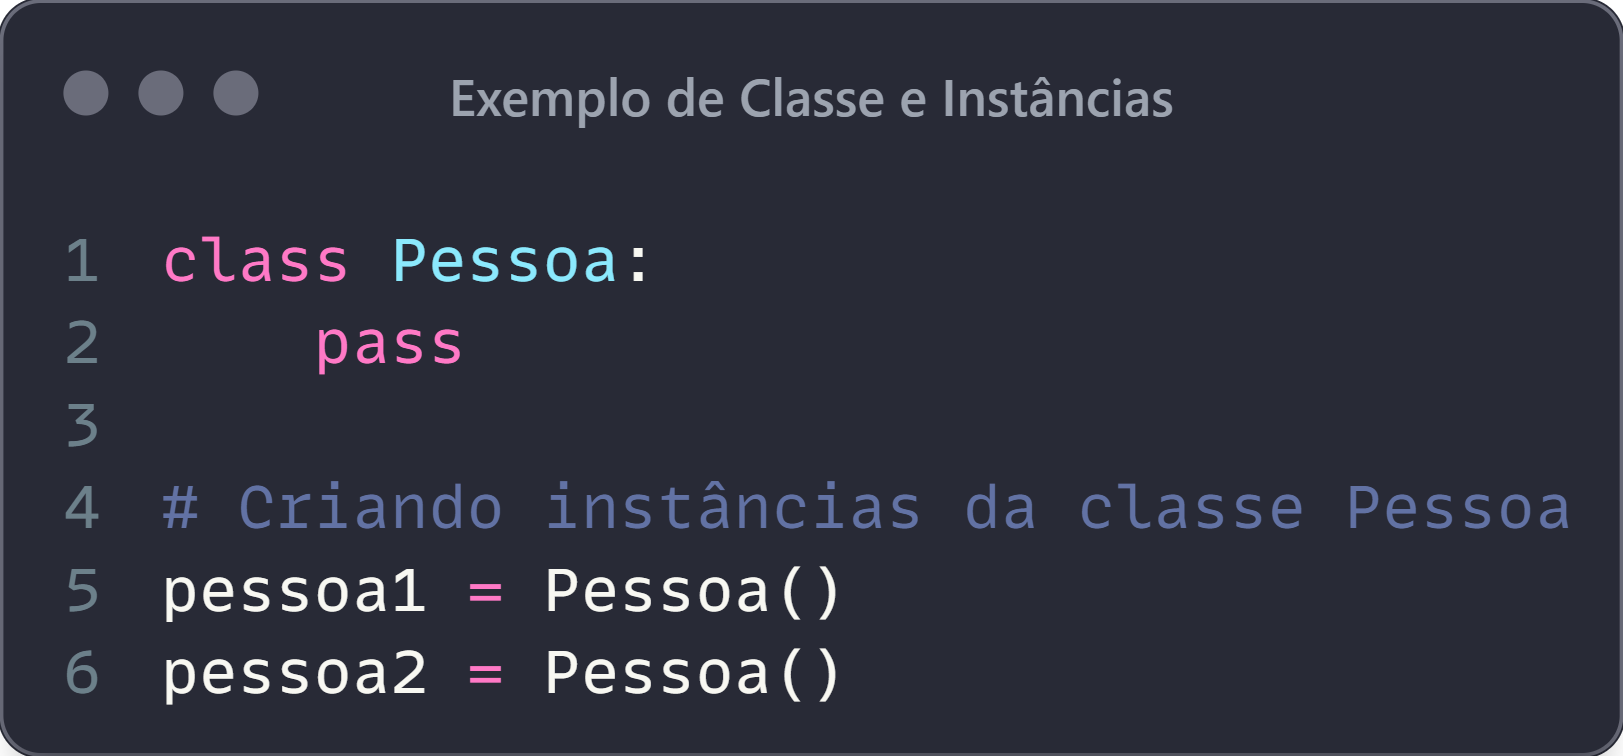 Exemplo de Classe e Instâncias
1 class Pessoa:
2     pass
3
4 # Criando instâncias da classe Pessoa
5 pessoa1 = Pessoa()
6 pessoa2 = Pessoa()